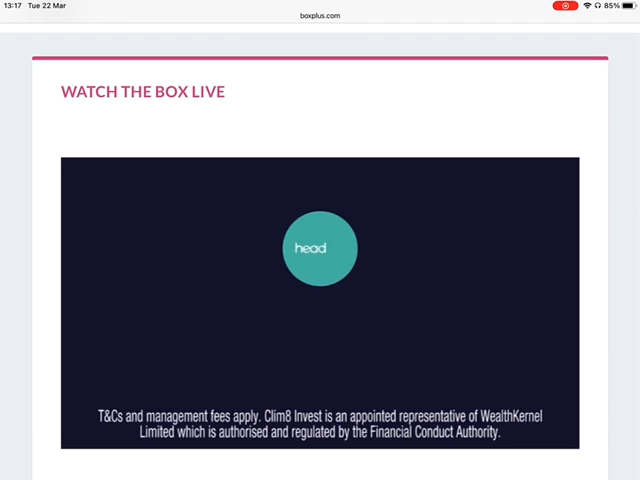 13:17 Tue 22 Mar
85%
boxplus.com
WATCH THE BOX LIVE
head
T&Cs and management fees apply. Clim8 Invest is an appointed representative of WealthKernel
Limited which is authorised and regulated by the Financial Conduct Authority.